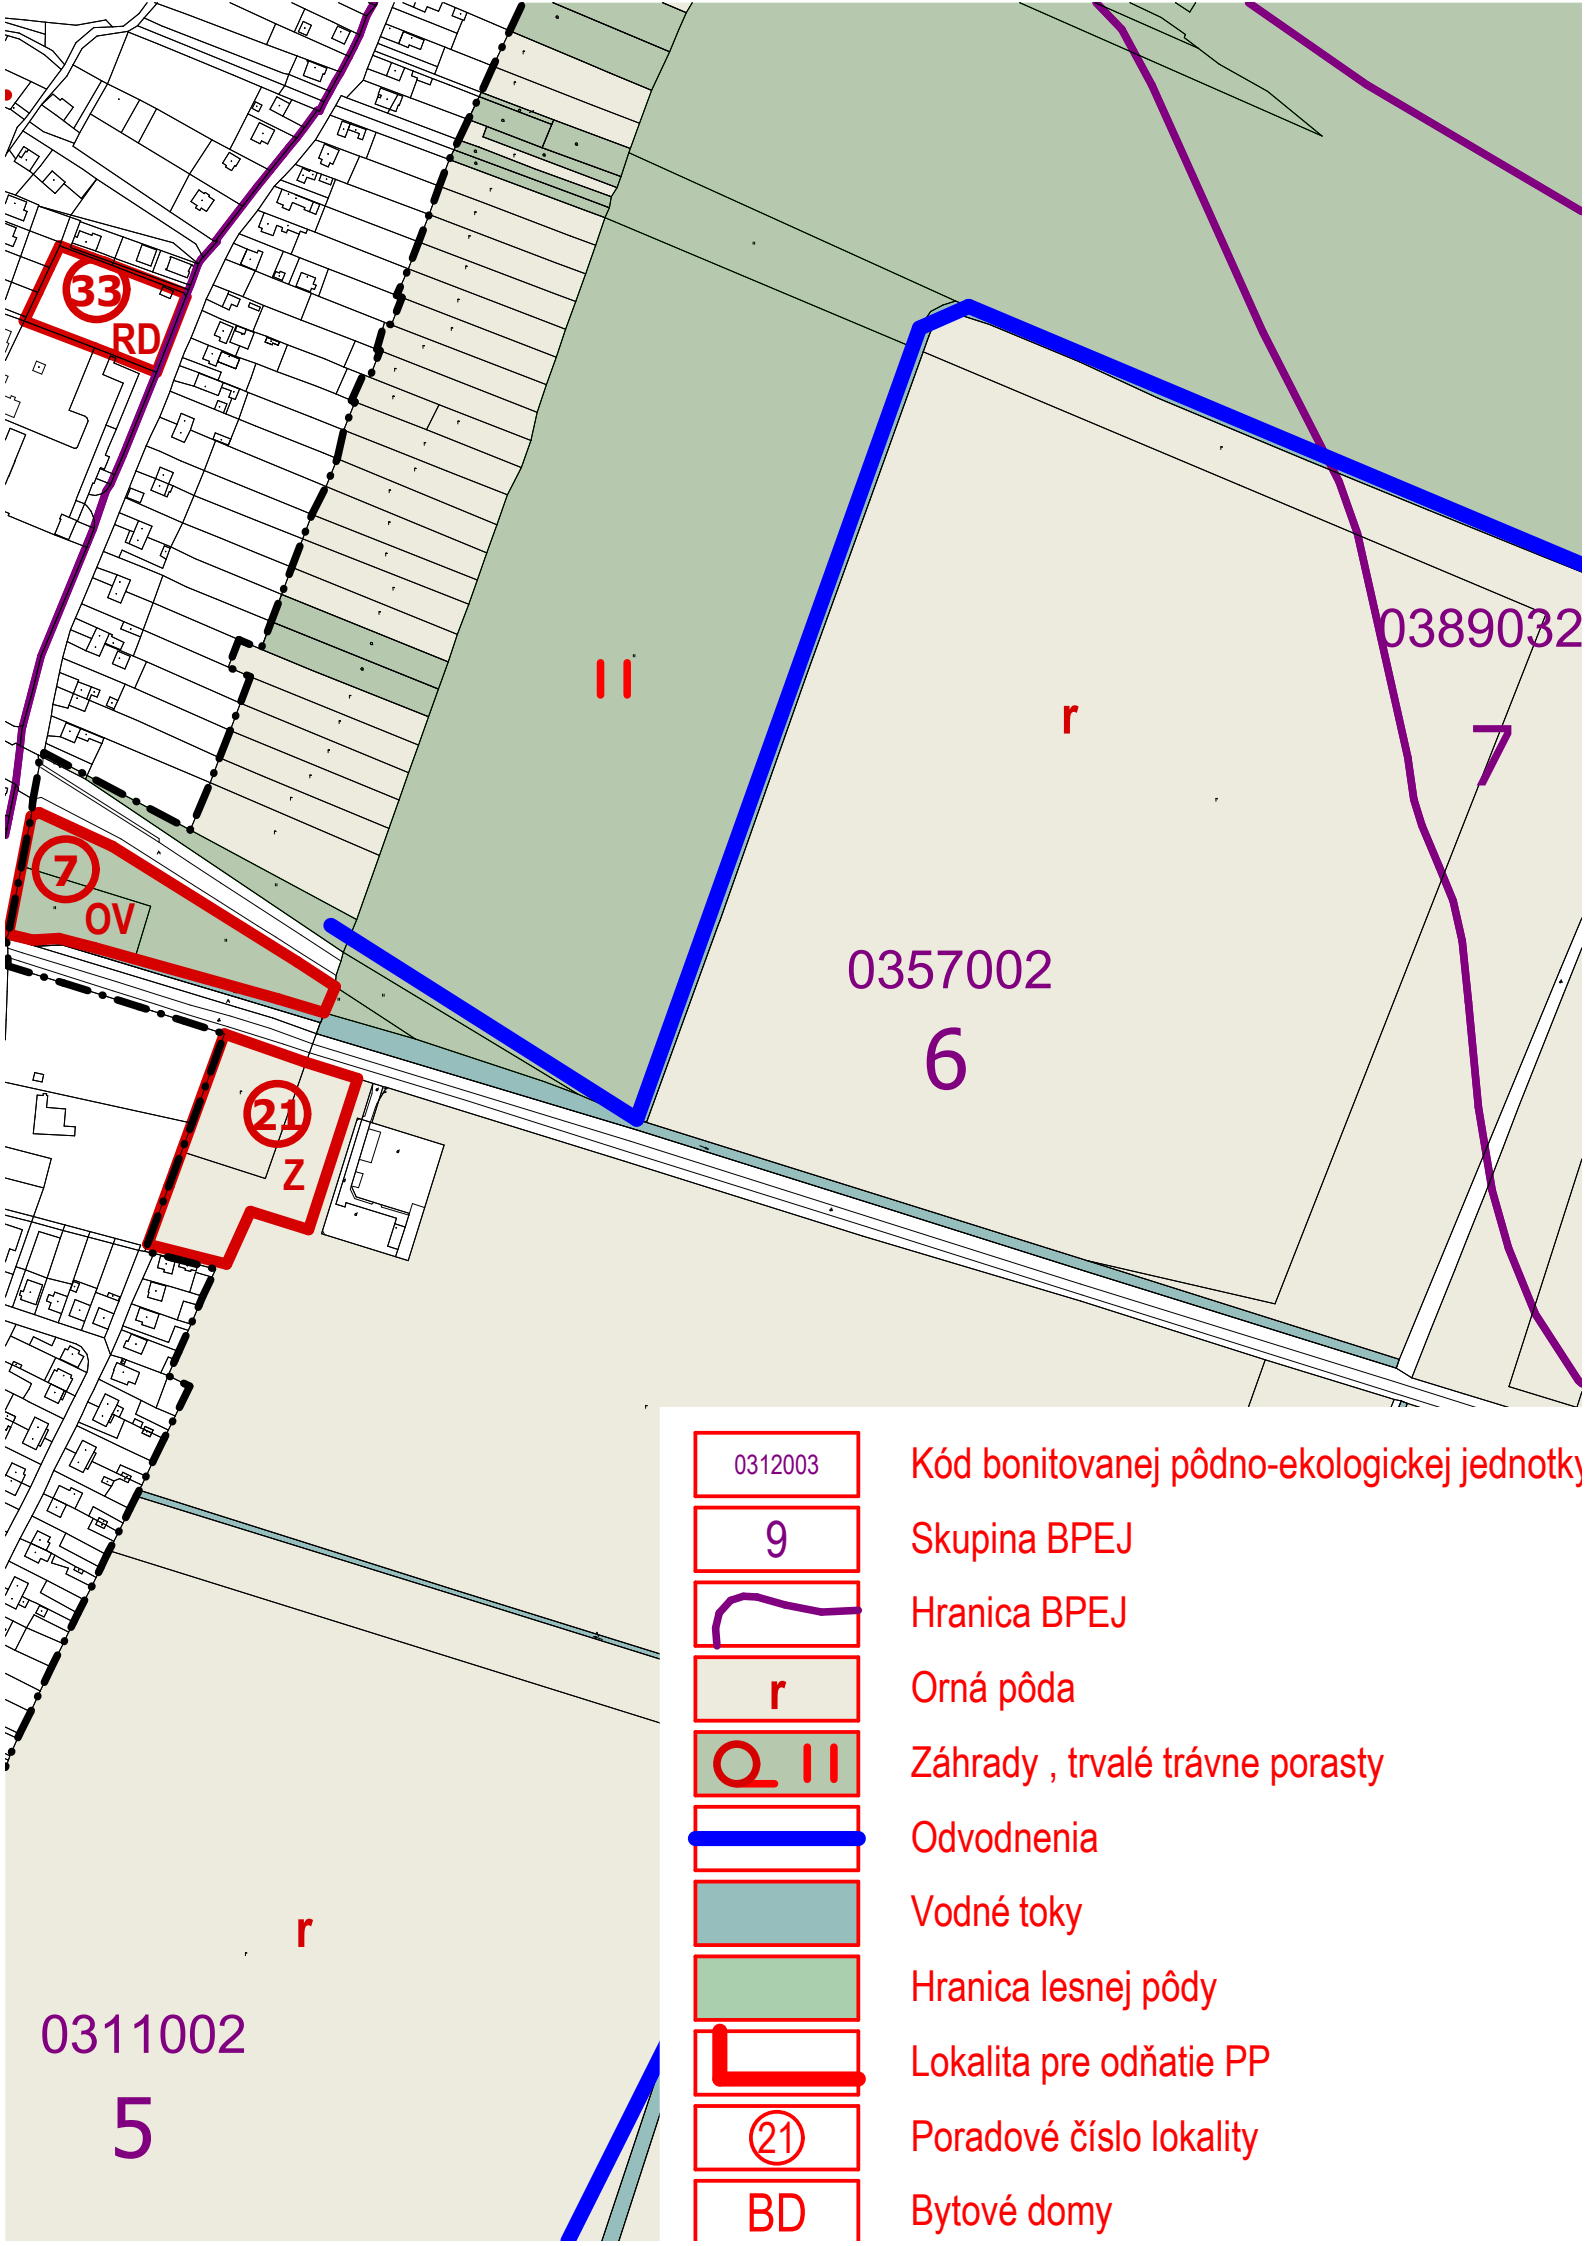 33
RD
II
r
0389032
7
7
OV
0357002
6
21
Z
r
0311002
5
0312003 Kód bonitovanej pôdno-ekologickej jednotky
9 Skupina BPEJ
Hranica BPEJ
r Orná pôda
Záhrady , trvalé trávne porasty
Odvodnenia
Vodné toky
Hranica lesnej pôdy
Lokalita pre odňatie PP
21 Poradové číslo lokality
BD Bytové domy